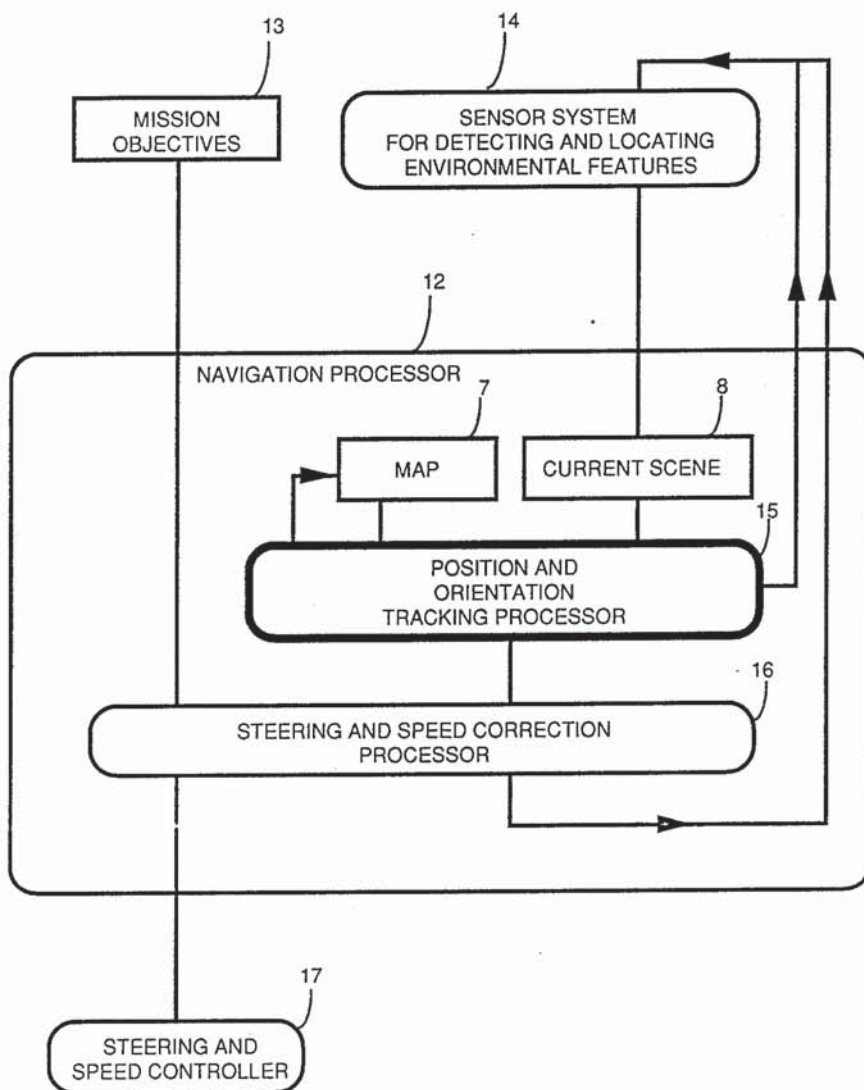 13
14
MISSION
OBJECTIVES
SENSOR SYSTEM
FOR DETECTING AND LOCATING
ENVIRONMENTAL FEATURES
12
NAVIGATION PROCESSOR
7
8
MAP
CURRENT SCENE
15
POSITION AND
ORIENTATION
TRACKING PROCESSOR
16
STEERING AND SPEED CORRECTION
PROCESSOR
17
STEERING AND
SPEED CONTROLLER